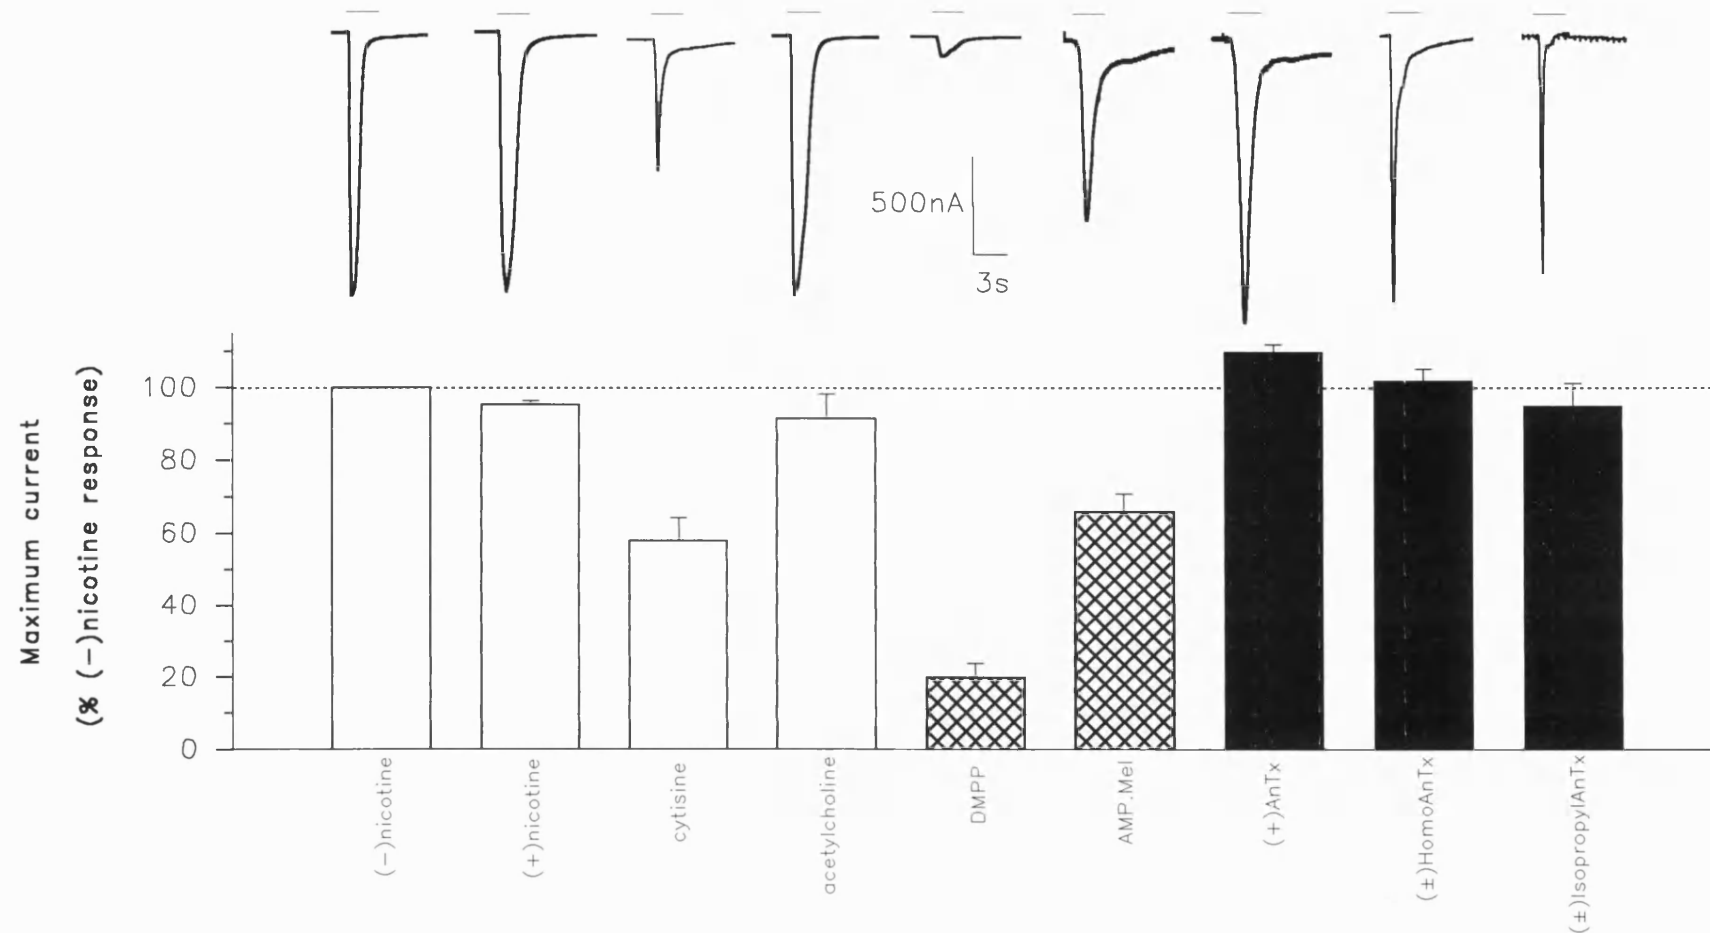 500nA
3s
Maximum current
(% (−)nicotine response)
100
80
60
40
20
0
(−)nicotine
(+)nicotine
cytisine
acetylcholine
DMPP
AMP.MeI
(+)AnTx
(±)HomoAnTx
(±)IsopropylAnTx